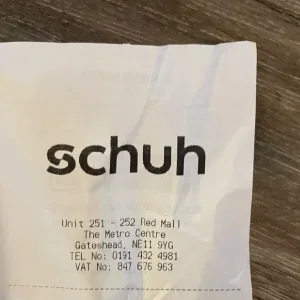 schuh
Unit 251 - 252 Red Mall
The Metro Centre
Gateshead, NE11 9YG
TEL No: 0191 432 4981
VAT No: 847 676 963